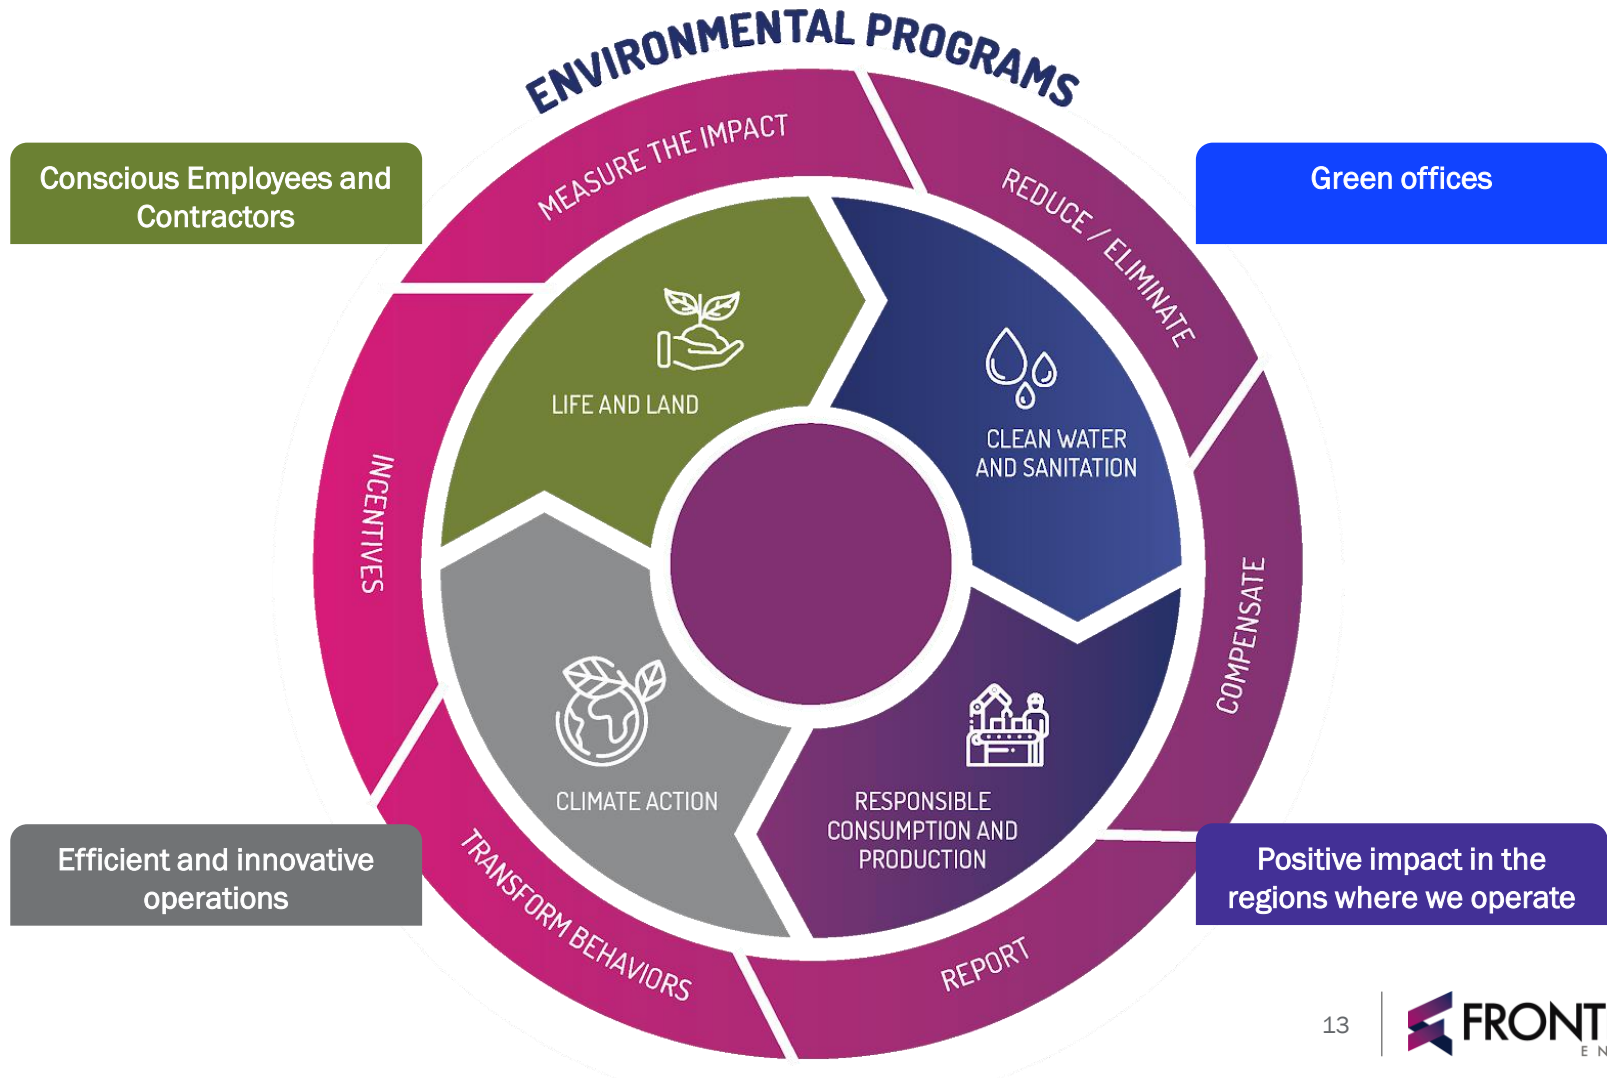 ENVIRONMENTAL PROGRAMS
MEASURE THE IMPACT
REDUCE / ELIMINATE
COMPENSATE
REPORT
TRANSFORM BEHAVIORS
INCENTIVES
Conscious Employees and
Contractors
Green offices
LIFE AND LAND
CLEAN WATER
AND SANITATION
CLIMATE ACTION
RESPONSIBLE
CONSUMPTION AND
PRODUCTION
Efficient and innovative
operations
Positive impact in the
regions where we operate
13
FRONT
E N